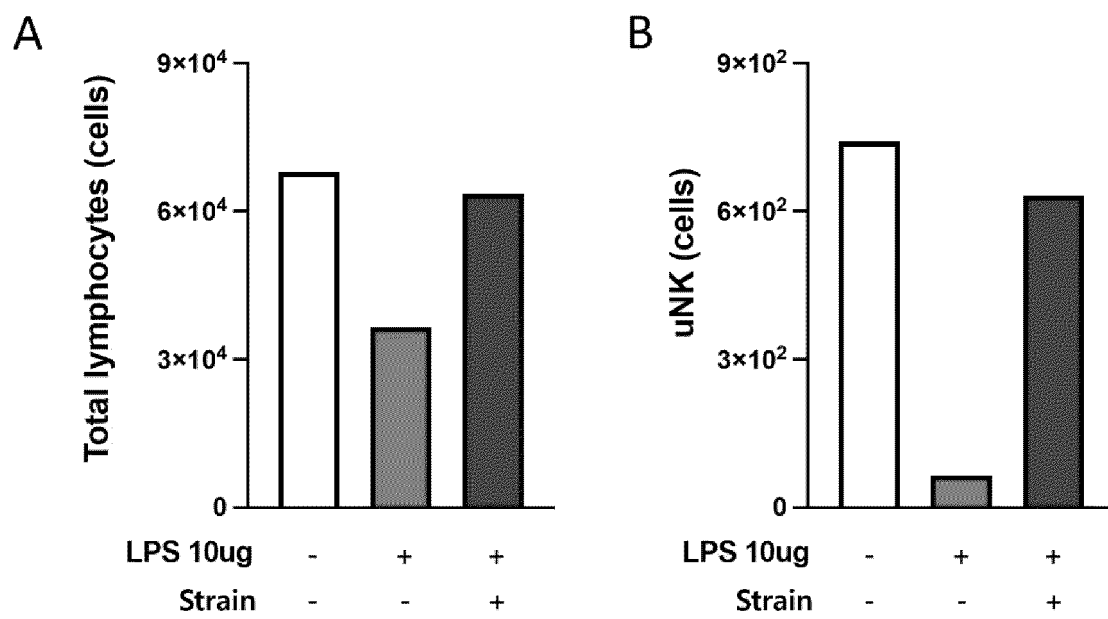 A
Total lymphocytes (cells)
9×10⁴
6×10⁴
3×10⁴
0
LPS 10ug - + +
Strain - - +
B
uNK (cells)
9×10²
6×10²
3×10²
0
LPS 10ug - + +
Strain - - +